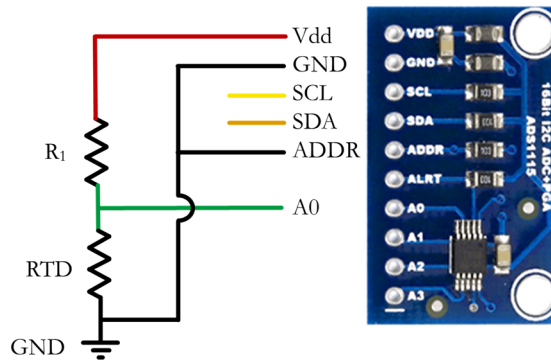 Vdd
GND
SCL
SDA
ADDR
A0
R1
RTD
GND
VDD
GND
SCL
SDA
ADDR
ALRT
A0
A1
A2
A3
16Bit I2C ADC+PGA
ADS1115